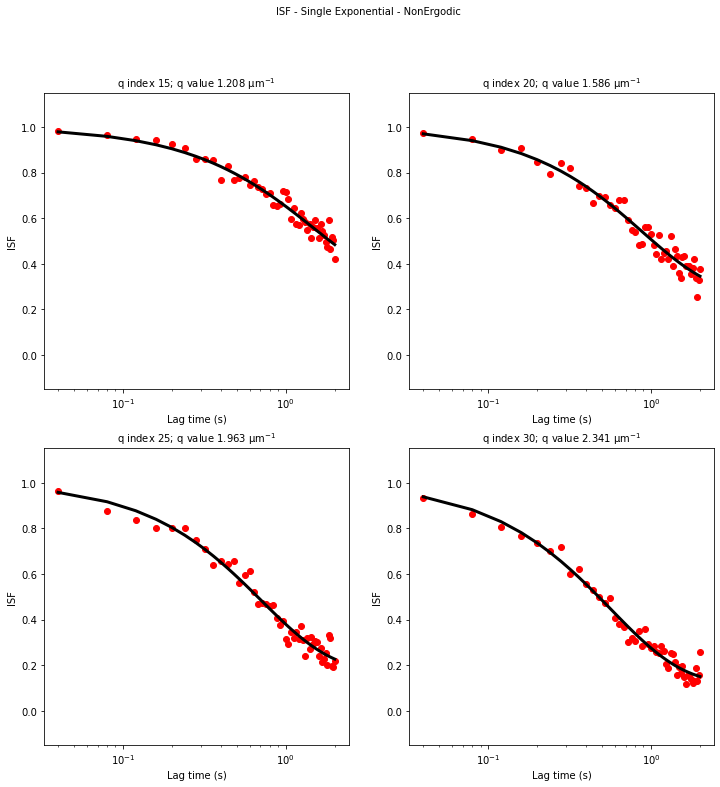 ISF - Single Exponential - NonErgodic
q index 15; q value 1.208 μm⁻¹
1.0
0.8
0.6
0.4
0.2
0.0
ISF
10⁻¹
10⁰
Lag time (s)
q index 20; q value 1.586 μm⁻¹
1.0
0.8
0.6
0.4
0.2
0.0
ISF
10⁻¹
10⁰
Lag time (s)
q index 25; q value 1.963 μm⁻¹
1.0
0.8
0.6
0.4
0.2
0.0
ISF
10⁻¹
10⁰
Lag time (s)
q index 30; q value 2.341 μm⁻¹
1.0
0.8
0.6
0.4
0.2
0.0
ISF
10⁻¹
10⁰
Lag time (s)